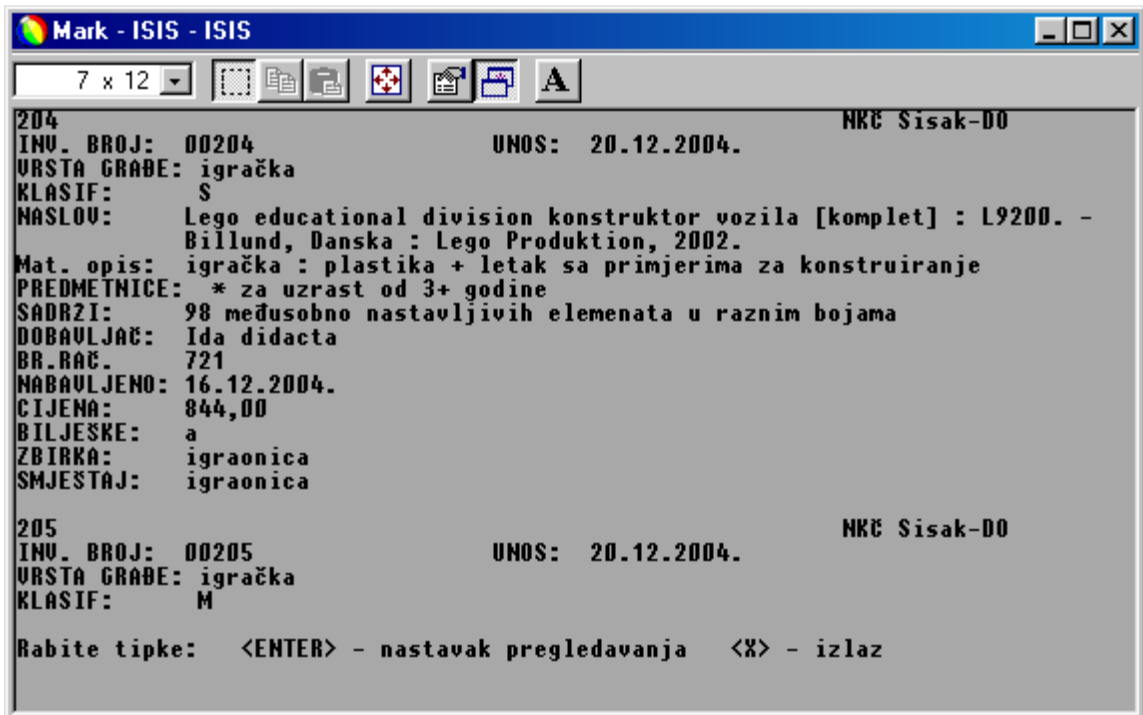 Mark - ISIS - ISIS
7 x 12
A
204 NKČ Sisak-DO
INV. BROJ: 00204 UNOS: 20.12.2004.
VRSTA GRAĐE: igračka
KLASIF: S
NASLOV: Lego educational division konstruktor vozila [komplet] : L9200. -
Billund, Danska : Lego Produktion, 2002.
Mat. opis: igračka : plastika + letak sa primjerima za konstruiranje
PREDMETNICE: * za uzrast od 3+ godine
SADRŽI: 98 međusobno nastavljivih elemenata u raznim bojama
DOBAVLJAČ: Ida didacta
BR.RAČ. 721
NABAVLJENO: 16.12.2004.
CIJENA: 844,00
BILJEŠKE: a
ZBIRKA: igraonica
SMJEŠTAJ: igraonica
205 NKČ Sisak-DO
INV. BROJ: 00205 UNOS: 20.12.2004.
VRSTA GRAĐE: igračka
KLASIF: M
Rabite tipke: <ENTER> - nastavak pregledavanja <X> - izlaz